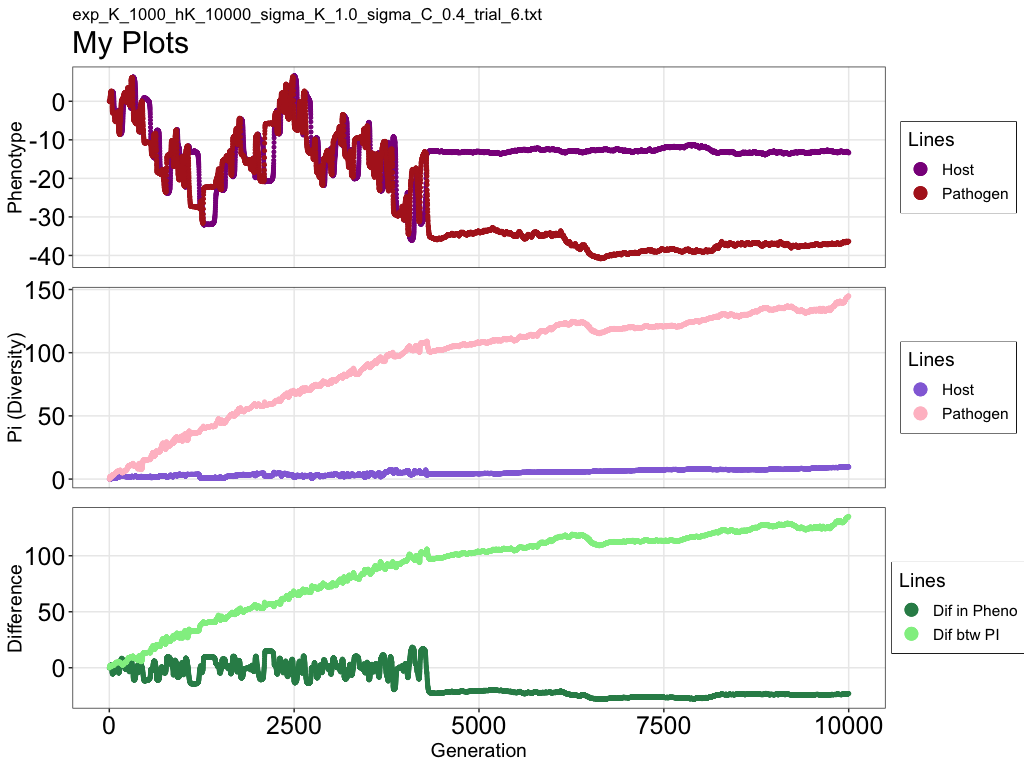 exp_K_1000_hK_10000_sigma_K_1.0_sigma_C_0.4_trial_6.txt
My Plots
Phenotype
0
-10
-20
-30
-40
Lines
Host
Pathogen
Pi (Diversity)
150
100
50
0
Lines
Host
Pathogen
Difference
100
50
0
Lines
Dif in Pheno
Dif btw PI
0
2500
5000
7500
10000
Generation